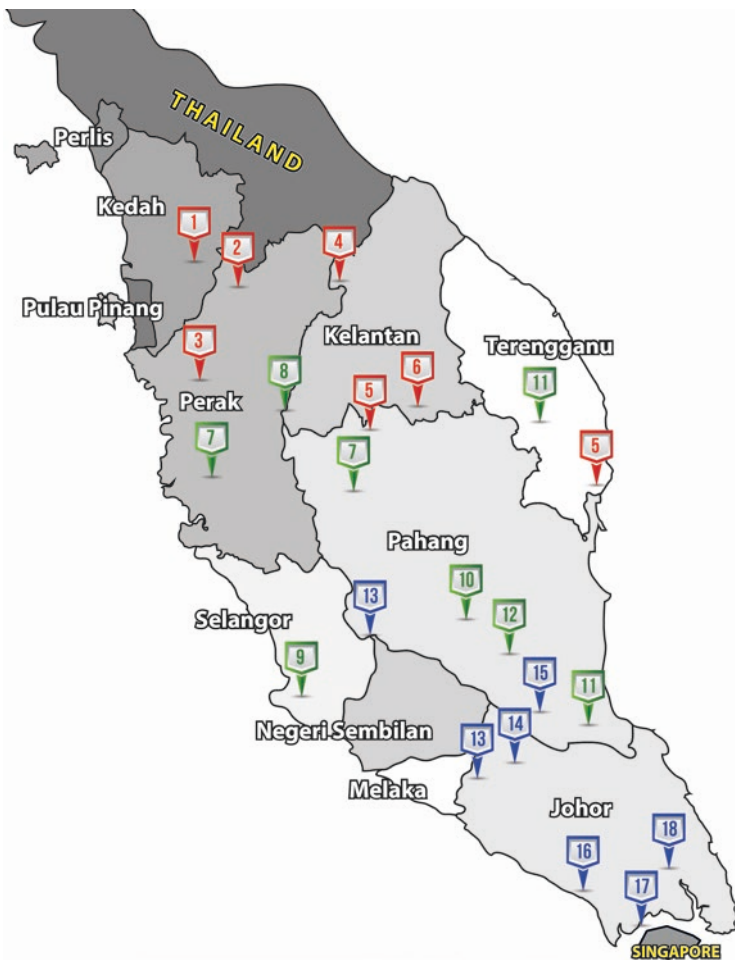 THAILAND
Perlis
Kedah
1
2
4
Pulau Pinang
3
Kelantan
Terengganu
8
6
11
5
Perak
7
7
5
Pahang
10
13
12
Selangor
9
15
11
Negeri Sembilan
14
13
Melaka
Johor
18
16
17
SINGAPORE